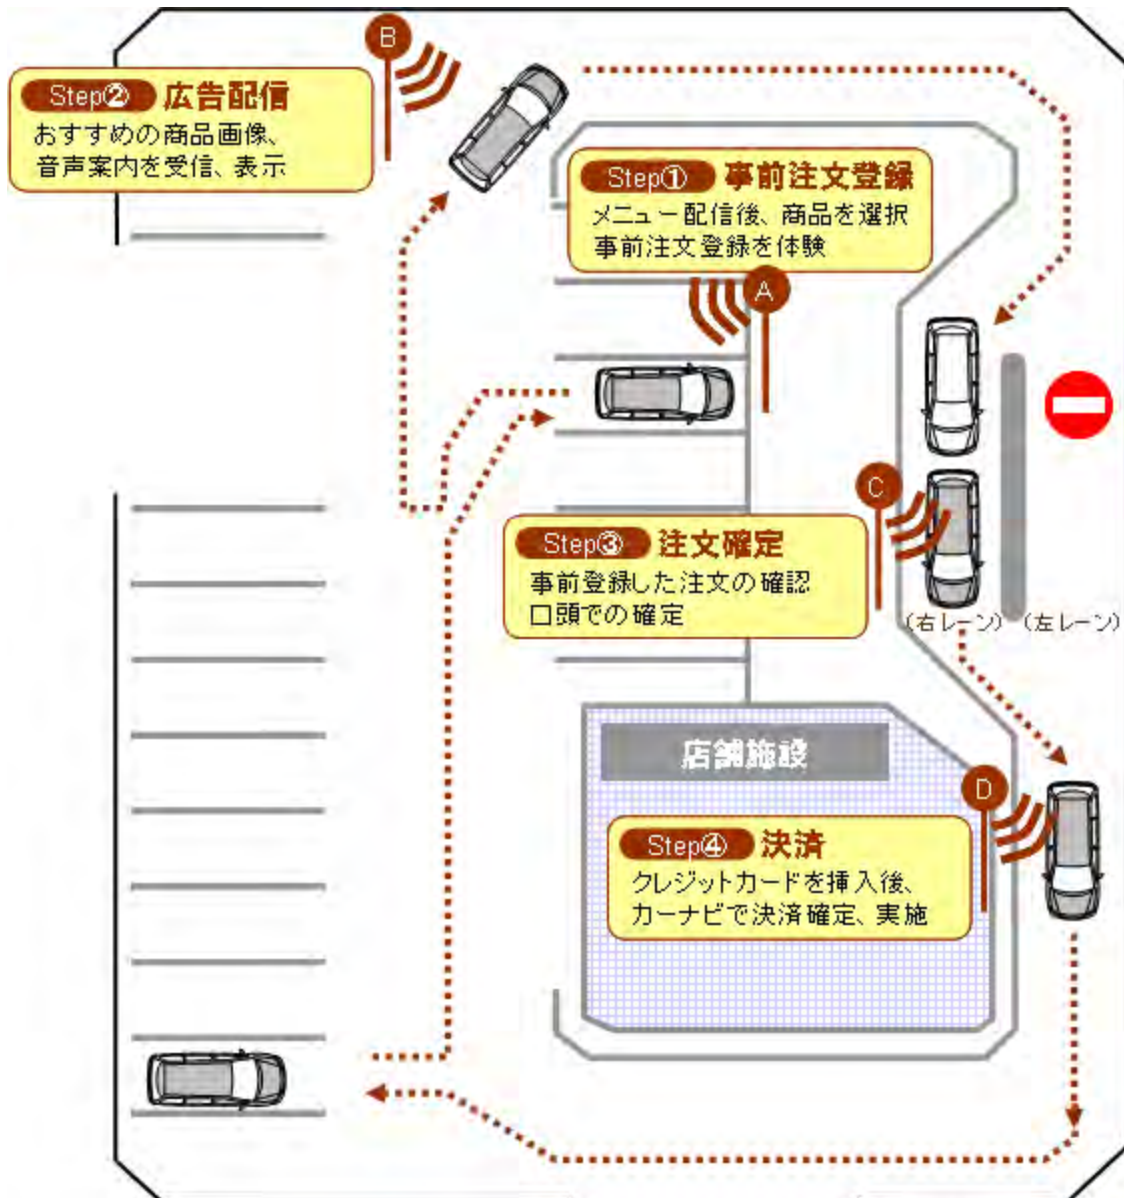 B
Step② 広告配信
おすすめの商品画像、
音声案内を受信、表示
Step① 事前注文登録
メニュー配信後、商品を選択
事前注文登録を体験
A
C
Step③ 注文確定
事前登録した注文の確認
口頭での確定
(右レーン) (左レーン)
店舗施設
D
Step④ 決済
クレジットカードを挿入後、
カーナビで決済確定、実施